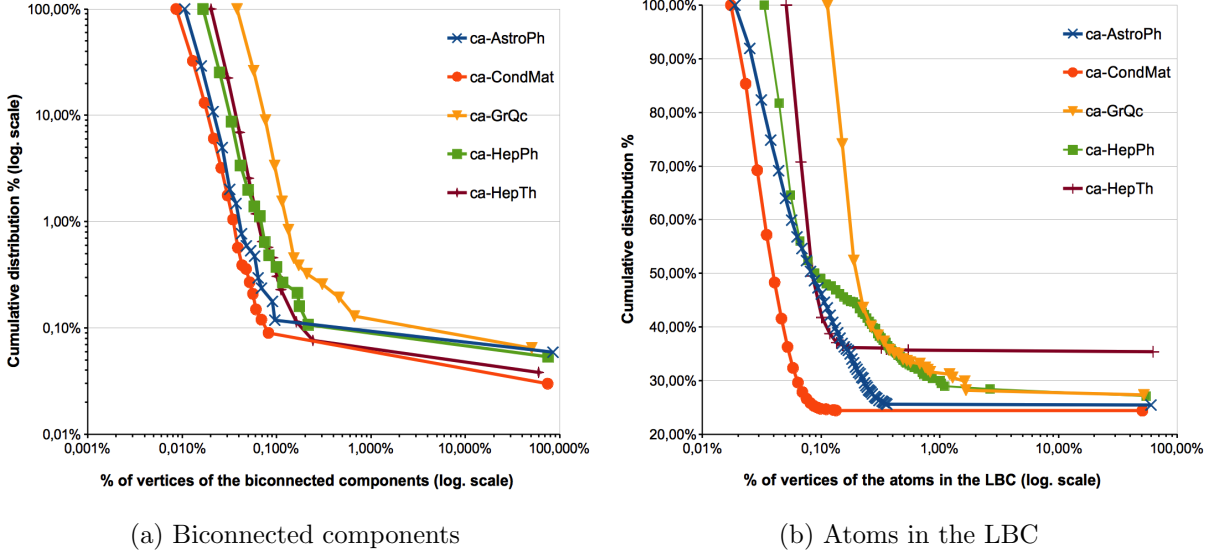 Cumulative distribution % (log. scale)
100,00%
10,00%
1,00%
0,10%
0,01%
0,001%
0,010%
0,100%
1,000%
10,000%
100,000%
% of vertices of the biconnected components (log. scale)
ca-AstroPh
ca-CondMat
ca-GrQc
ca-HepPh
ca-HepTh
(a) Biconnected components
Cumulative distribution %
100,00%
90,00%
80,00%
70,00%
60,00%
50,00%
40,00%
30,00%
20,00%
0,01%
0,10%
1,00%
10,00%
100,00%
% of vertices of the atoms in the LBC (log. scale)
ca-AstroPh
ca-CondMat
ca-GrQc
ca-HepPh
ca-HepTh
(b) Atoms in the LBC